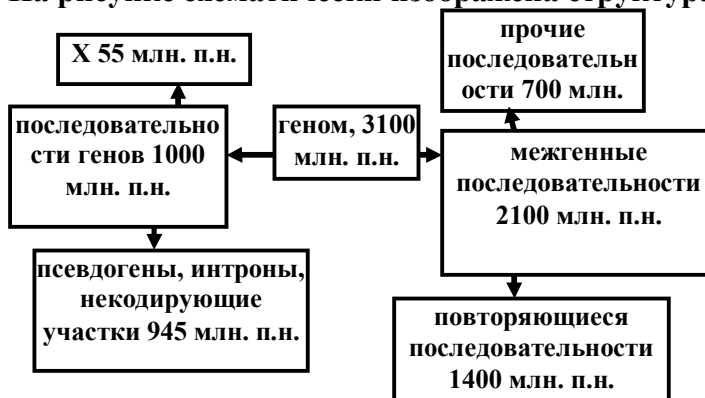 X 55 млн. п.н.
прочие
последовательн
ости 700 млн.
последовательно
сти генов 1000
млн. п.н.
геном, 3100
млн. п.н.
межгенные
последовательности
2100 млн. п.н.
псевдогены, интроны,
некодирующие
участки 945 млн. п.н.
повторяющиеся
последовательности
1400 млн. п.н.